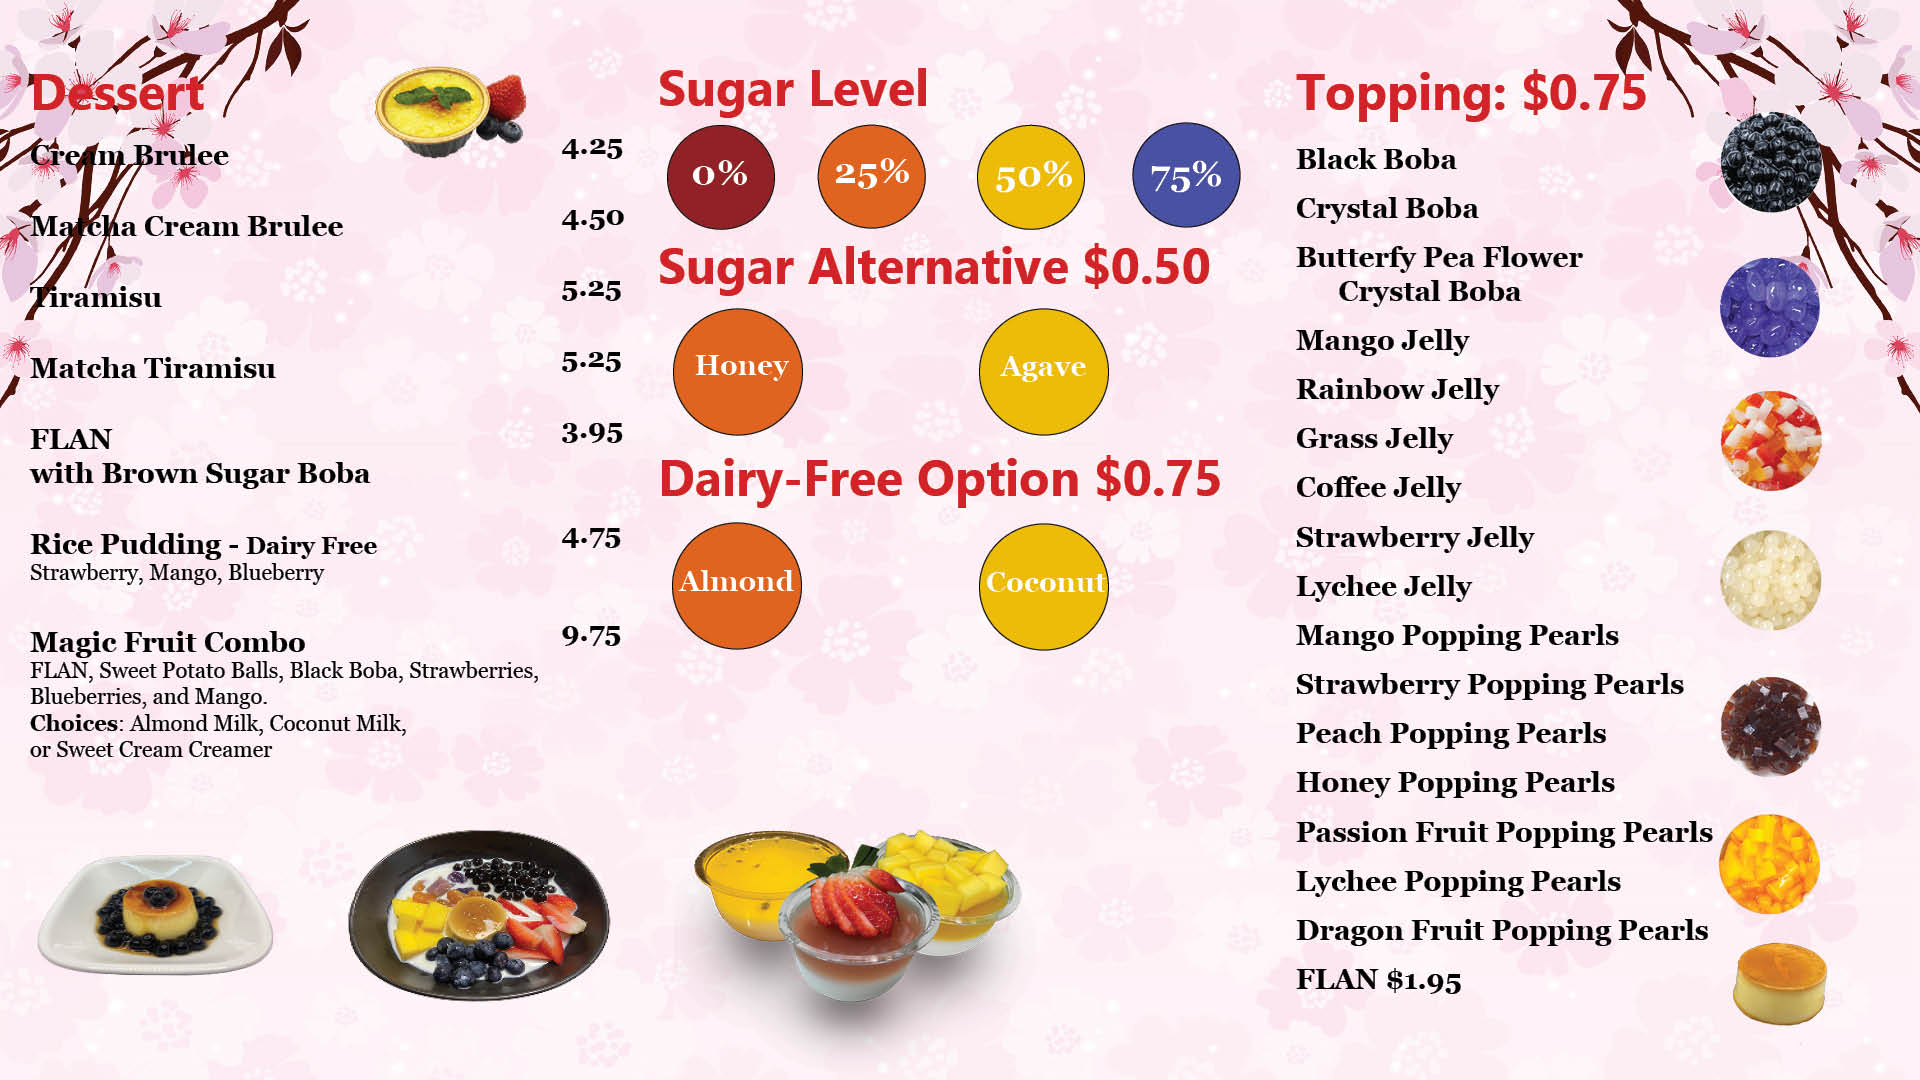 Dessert
Cream Brulee 4.25
Matcha Cream Brulee 4.50
Tiramisu 5.25
Matcha Tiramisu 5.25
FLAN 3.95
with Brown Sugar Boba
Rice Pudding - Dairy Free 4.75
Strawberry, Mango, Blueberry
Magic Fruit Combo 9.75
FLAN, Sweet Potato Balls, Black Boba, Strawberries,
Blueberries, and Mango.
Choices: Almond Milk, Coconut Milk,
or Sweet Cream Creamer
Sugar Level
0% 25% 50% 75%
Sugar Alternative $0.50
Honey Agave
Dairy-Free Option $0.75
Almond Coconut
Topping: $0.75
Black Boba
Crystal Boba
Butterfy Pea Flower
Crystal Boba
Mango Jelly
Rainbow Jelly
Grass Jelly
Coffee Jelly
Strawberry Jelly
Lychee Jelly
Mango Popping Pearls
Strawberry Popping Pearls
Peach Popping Pearls
Honey Popping Pearls
Passion Fruit Popping Pearls
Lychee Popping Pearls
Dragon Fruit Popping Pearls
FLAN $1.95